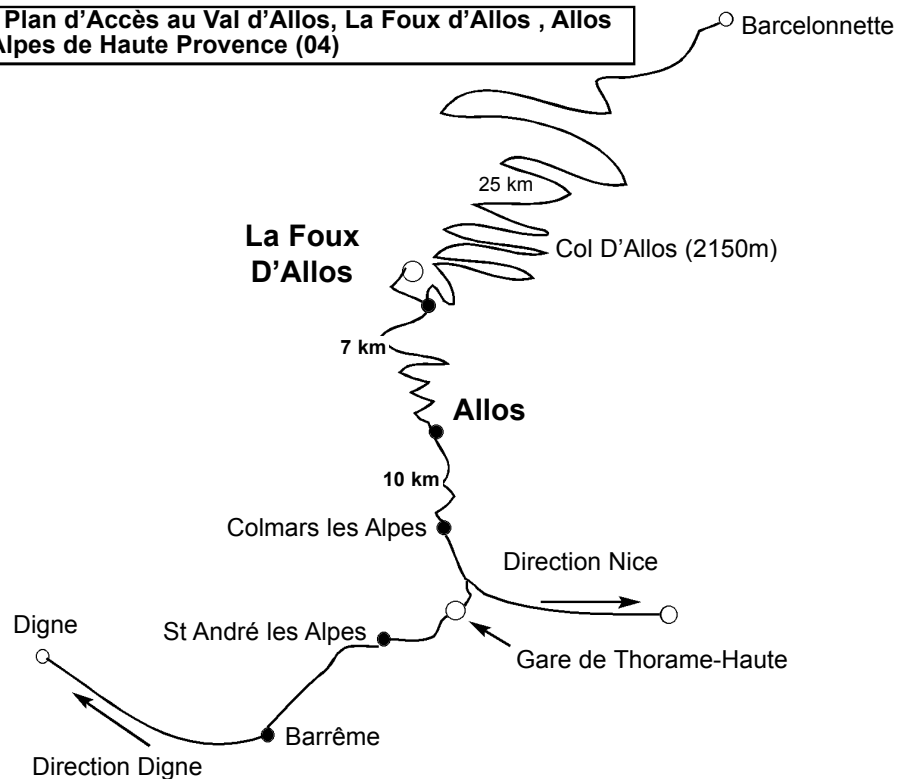 Plan d'Accès au Val d'Allos, La Foux d'Allos , Allos
Alpes de Haute Provence (04)
Barcelonnette
25 km
La Foux
D'Allos
Col D'Allos (2150m)
7 km
Allos
10 km
Colmars les Alpes
Direction Nice
Digne
St André les Alpes
Gare de Thorame-Haute
Barrême
Direction Digne